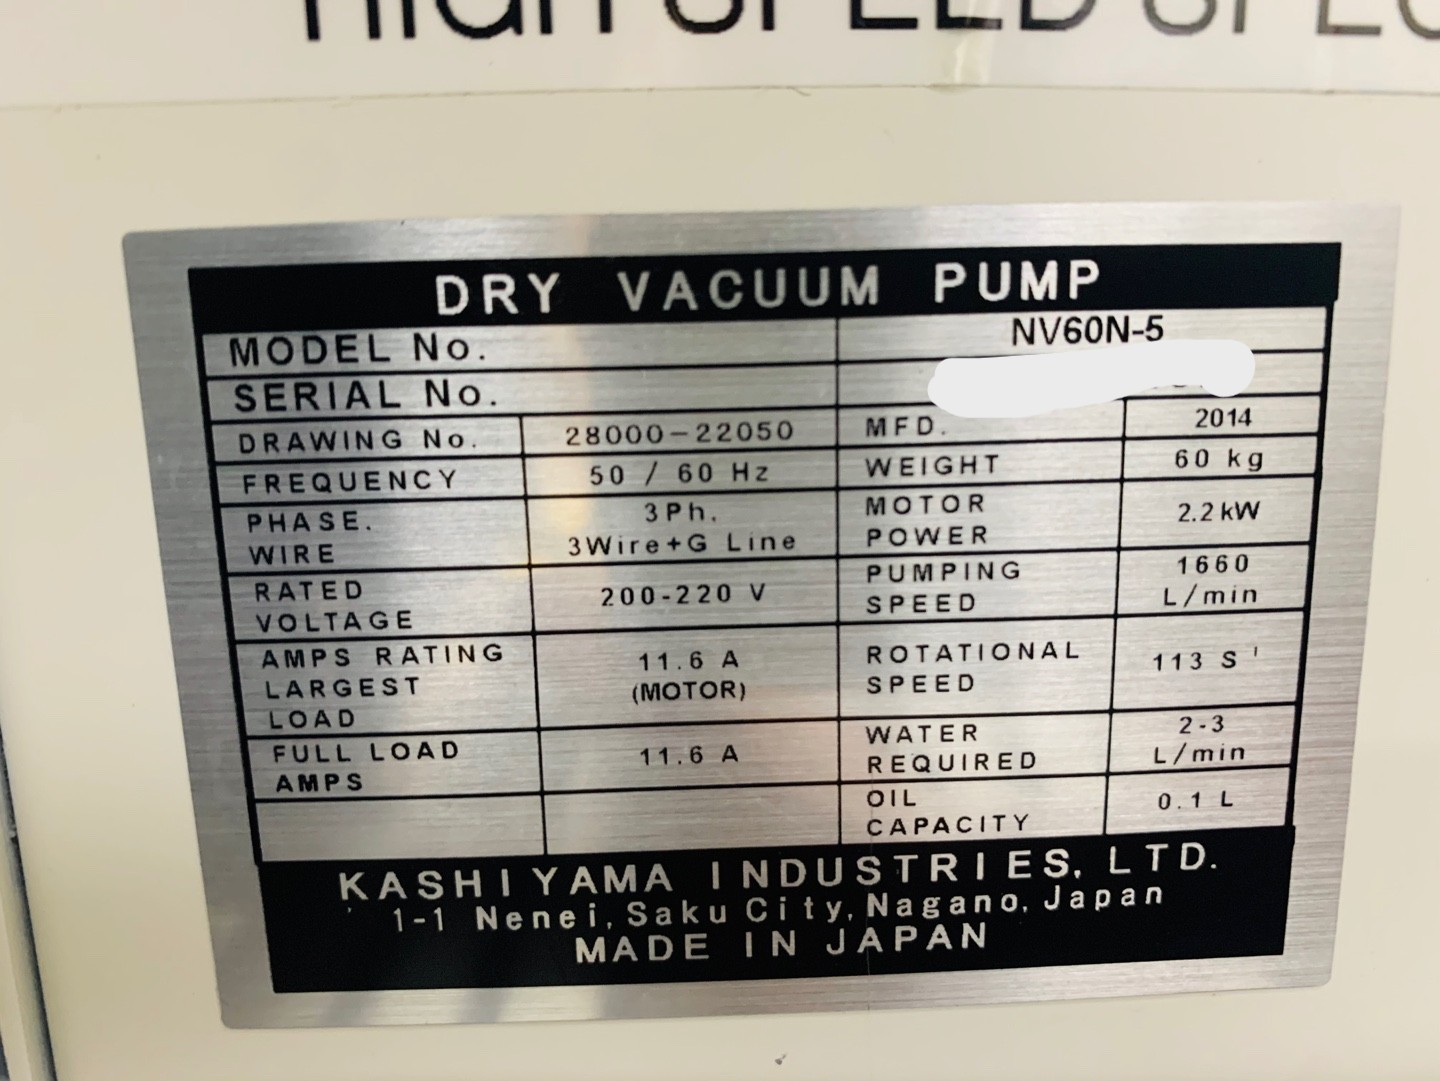 HIGH SPEED SPEC
DRY VACUUM PUMP
MODEL No. NV60N-5
SERIAL No.
DRAWING No. 28000-22050 MFD. 2014
FREQUENCY 50 / 60 Hz WEIGHT 60 kg
PHASE. 3Ph. MOTOR 2.2 kW
WIRE 3Wire+G Line POWER
RATED 200-220 V PUMPING 1660
VOLTAGE SPEED L/min
AMPS RATING 11.6 A ROTATIONAL 113 S
LARGEST (MOTOR) SPEED
LOAD
FULL LOAD 11.6 A WATER 2-3
AMPS REQUIRED L/min
OIL 0.1 L
CAPACITY
KASHIYAMA INDUSTRIES, LTD.
1-1 Nenei, Saku City, Nagano, Japan
MADE IN JAPAN